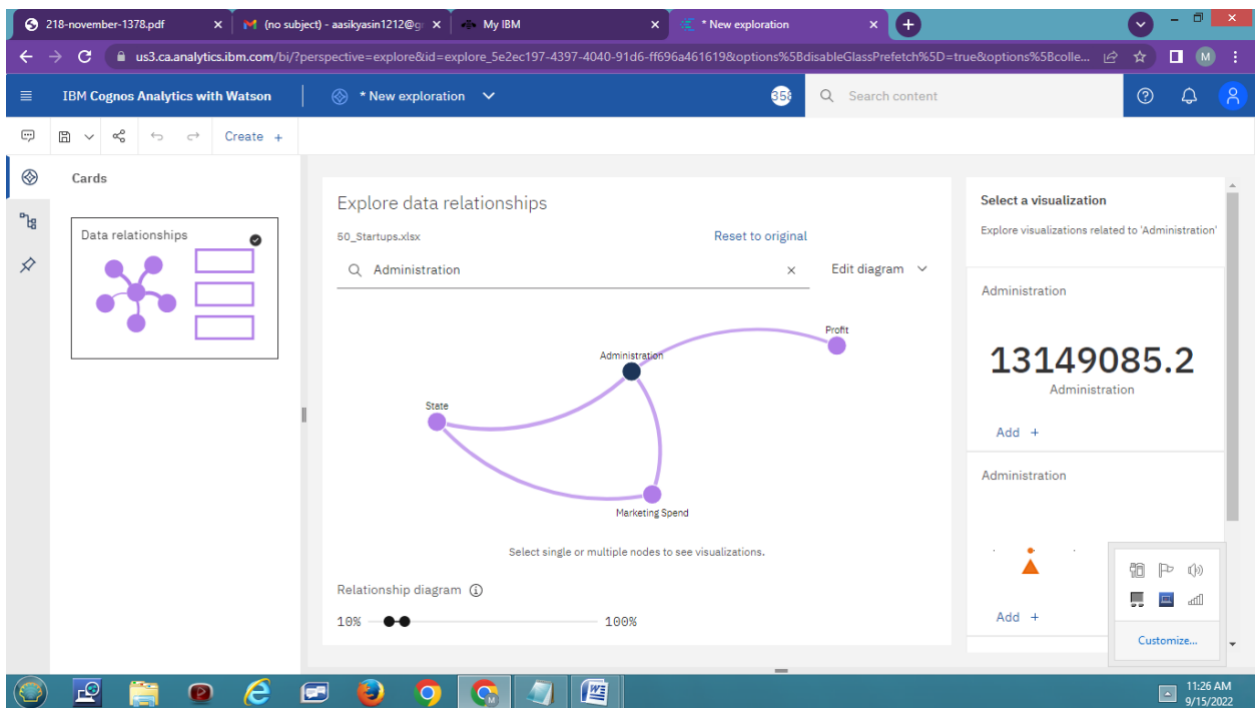 218-november-1378.pdf
(no subject) - aasikyasin1212@g
My IBM
* New exploration
us3.ca.analytics.ibm.com/bi/?perspective=explore&id=explore_5e2ec197-4397-4040-91d6-ff696a461619&options%5BdisableGlassPrefetch%5D=true&options%5Bcolle...
M
IBM Cognos Analytics with Watson
* New exploration
Search content
Create +
Cards
Data relationships
Explore data relationships
50_Startups.xlsx
Reset to original
Administration
Edit diagram
Profit
Administration
State
Marketing Spend
Select single or multiple nodes to see visualizations.
Relationship diagram
10%
100%
Select a visualization
Explore visualizations related to 'Administration'
Administration
13149085.2
Administration
Add +
Administration
Add +
Customize...
11:26 AM
9/15/2022